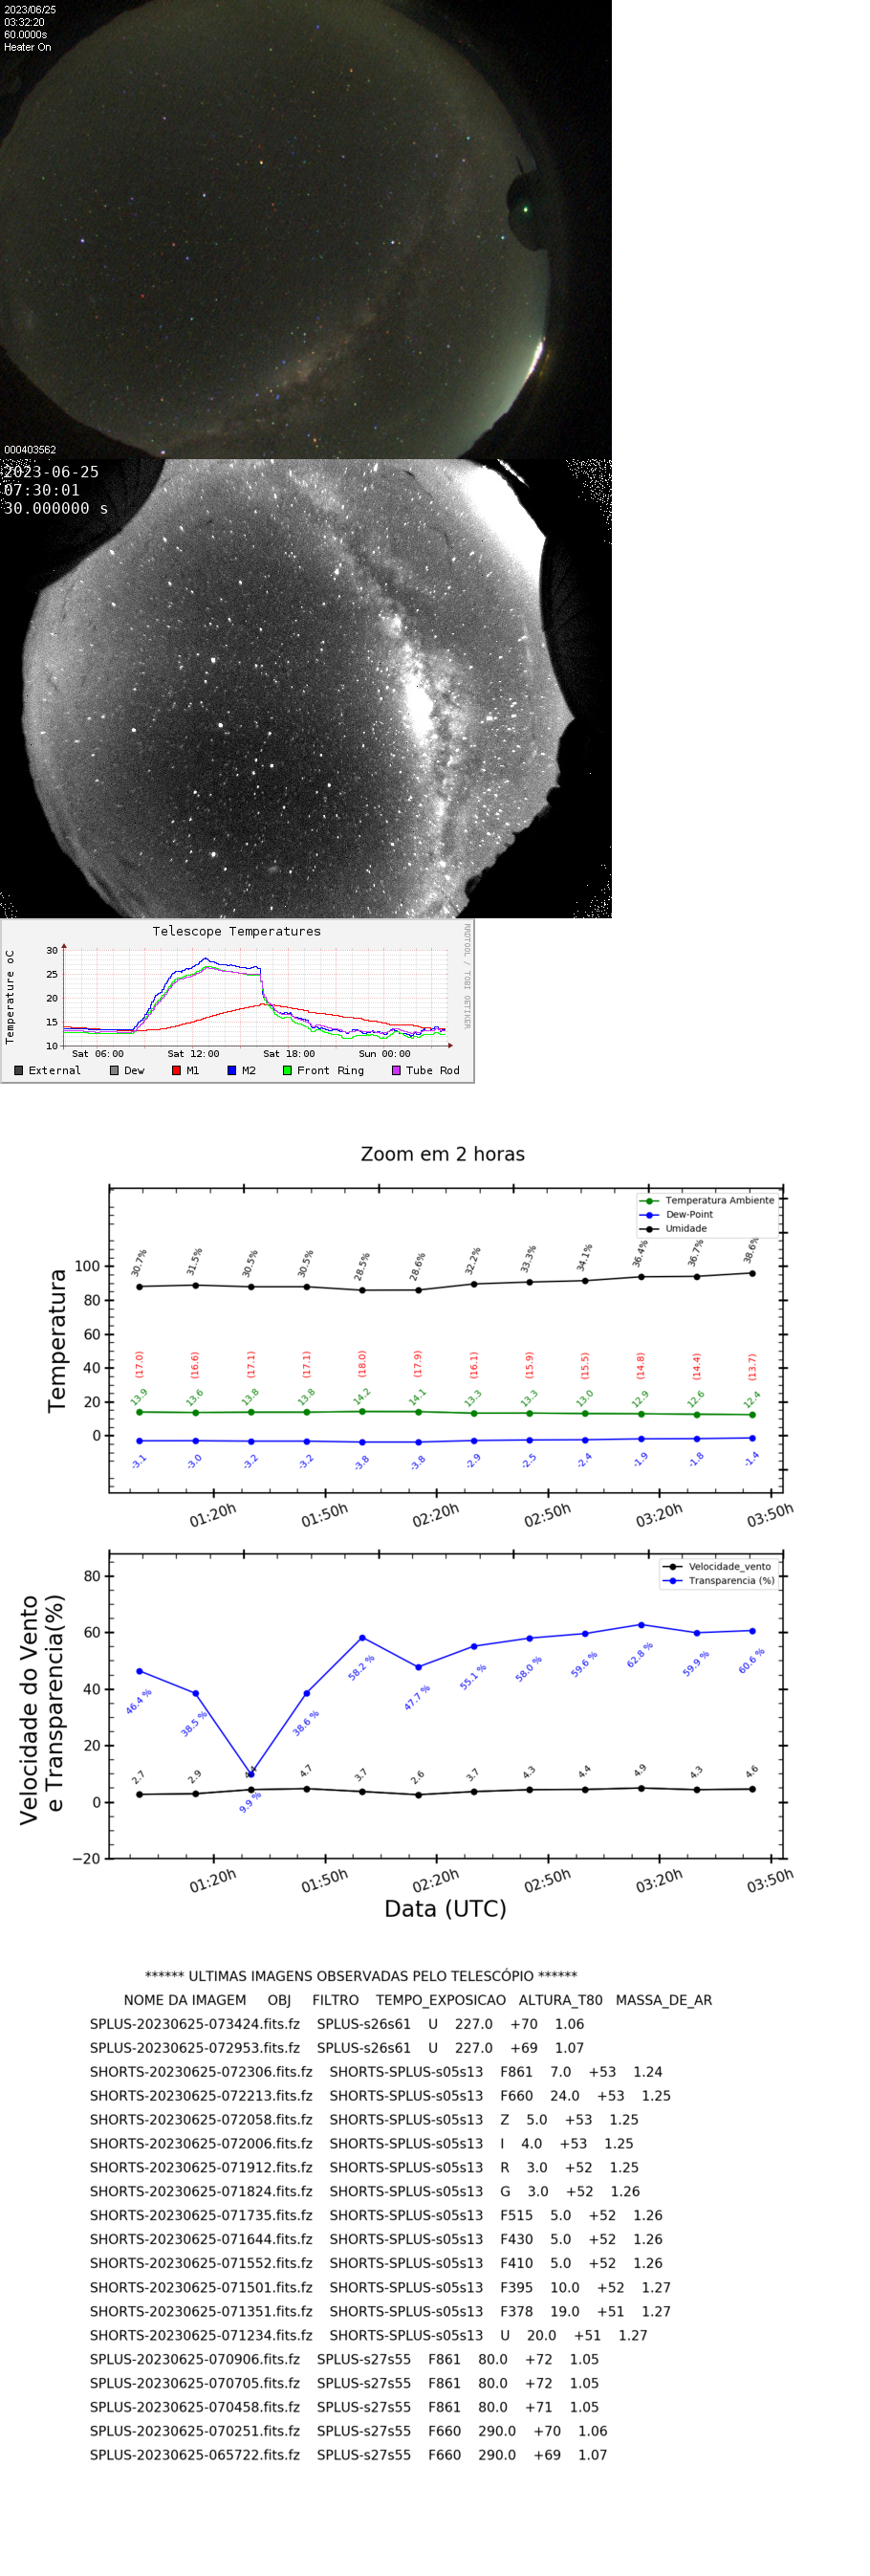 2023/06/25
03:32:20
60.0000s
Heater On
000403562
2023-06-25
07:30:01
30.000000 s
Telescope Temperatures
RRDTOOL / TOBI OETIKER
Temperature oC
30
25
20
15
10
Sat 06:00 Sat 12:00 Sat 18:00 Sun 00:00
External Dew M1 M2 Front Ring Tube Rod
Zoom em 2 horas
Temperatura Ambiente
Dew-Point
Umidade
Temperatura
100
80
60
40
20
0
30.7% 31.5% 30.5% 30.5% 28.5% 28.6% 32.2% 33.3% 34.1% 36.4% 36.7% 38.6%
(17.0) (16.6) (17.1) (17.1) (18.0) (17.9) (16.1) (15.9) (15.5) (14.8) (14.4) (13.7)
13.9 13.6 13.8 13.8 14.2 14.1 13.3 13.3 13.0 12.9 12.6 12.4
-3.1 -3.0 -3.2 -3.2 -3.8 -3.8 -2.9 -2.5 -2.4 -1.9 -1.8 -1.4
01:20h 01:50h 02:20h 02:50h 03:20h 03:50h
Velocidade_vento
Transparencia (%)
Velocidade do Vento
e Transparencia(%)
80
60
40
20
0
−20
46.4 % 38.5 % 9.9 % 38.6 % 58.2 % 47.7 % 55.1 % 58.0 % 59.6 % 62.8 % 59.9 % 60.6 %
2.7 2.9 4.7 3.7 2.6 3.7 4.3 4.4 4.9 4.3 4.6
01:20h 01:50h 02:20h 02:50h 03:20h 03:50h
Data (UTC)
****** ULTIMAS IMAGENS OBSERVADAS PELO TELESCÓPIO ******
NOME DA IMAGEM OBJ FILTRO TEMPO_EXPOSICAO ALTURA_T80 MASSA_DE_AR
SPLUS-20230625-073424.fits.fz SPLUS-s26s61 U 227.0 +70 1.06
SPLUS-20230625-072953.fits.fz SPLUS-s26s61 U 227.0 +69 1.07
SHORTS-20230625-072306.fits.fz SHORTS-SPLUS-s05s13 F861 7.0 +53 1.24
SHORTS-20230625-072213.fits.fz SHORTS-SPLUS-s05s13 F660 24.0 +53 1.25
SHORTS-20230625-072058.fits.fz SHORTS-SPLUS-s05s13 Z 5.0 +53 1.25
SHORTS-20230625-072006.fits.fz SHORTS-SPLUS-s05s13 I 4.0 +53 1.25
SHORTS-20230625-071912.fits.fz SHORTS-SPLUS-s05s13 R 3.0 +52 1.25
SHORTS-20230625-071824.fits.fz SHORTS-SPLUS-s05s13 G 3.0 +52 1.26
SHORTS-20230625-071735.fits.fz SHORTS-SPLUS-s05s13 F515 5.0 +52 1.26
SHORTS-20230625-071644.fits.fz SHORTS-SPLUS-s05s13 F430 5.0 +52 1.26
SHORTS-20230625-071552.fits.fz SHORTS-SPLUS-s05s13 F410 5.0 +52 1.26
SHORTS-20230625-071501.fits.fz SHORTS-SPLUS-s05s13 F395 10.0 +52 1.27
SHORTS-20230625-071351.fits.fz SHORTS-SPLUS-s05s13 F378 19.0 +51 1.27
SHORTS-20230625-071234.fits.fz SHORTS-SPLUS-s05s13 U 20.0 +51 1.27
SPLUS-20230625-070906.fits.fz SPLUS-s27s55 F861 80.0 +72 1.05
SPLUS-20230625-070705.fits.fz SPLUS-s27s55 F861 80.0 +72 1.05
SPLUS-20230625-070458.fits.fz SPLUS-s27s55 F861 80.0 +71 1.05
SPLUS-20230625-070251.fits.fz SPLUS-s27s55 F660 290.0 +70 1.06
SPLUS-20230625-065722.fits.fz SPLUS-s27s55 F660 290.0 +69 1.07